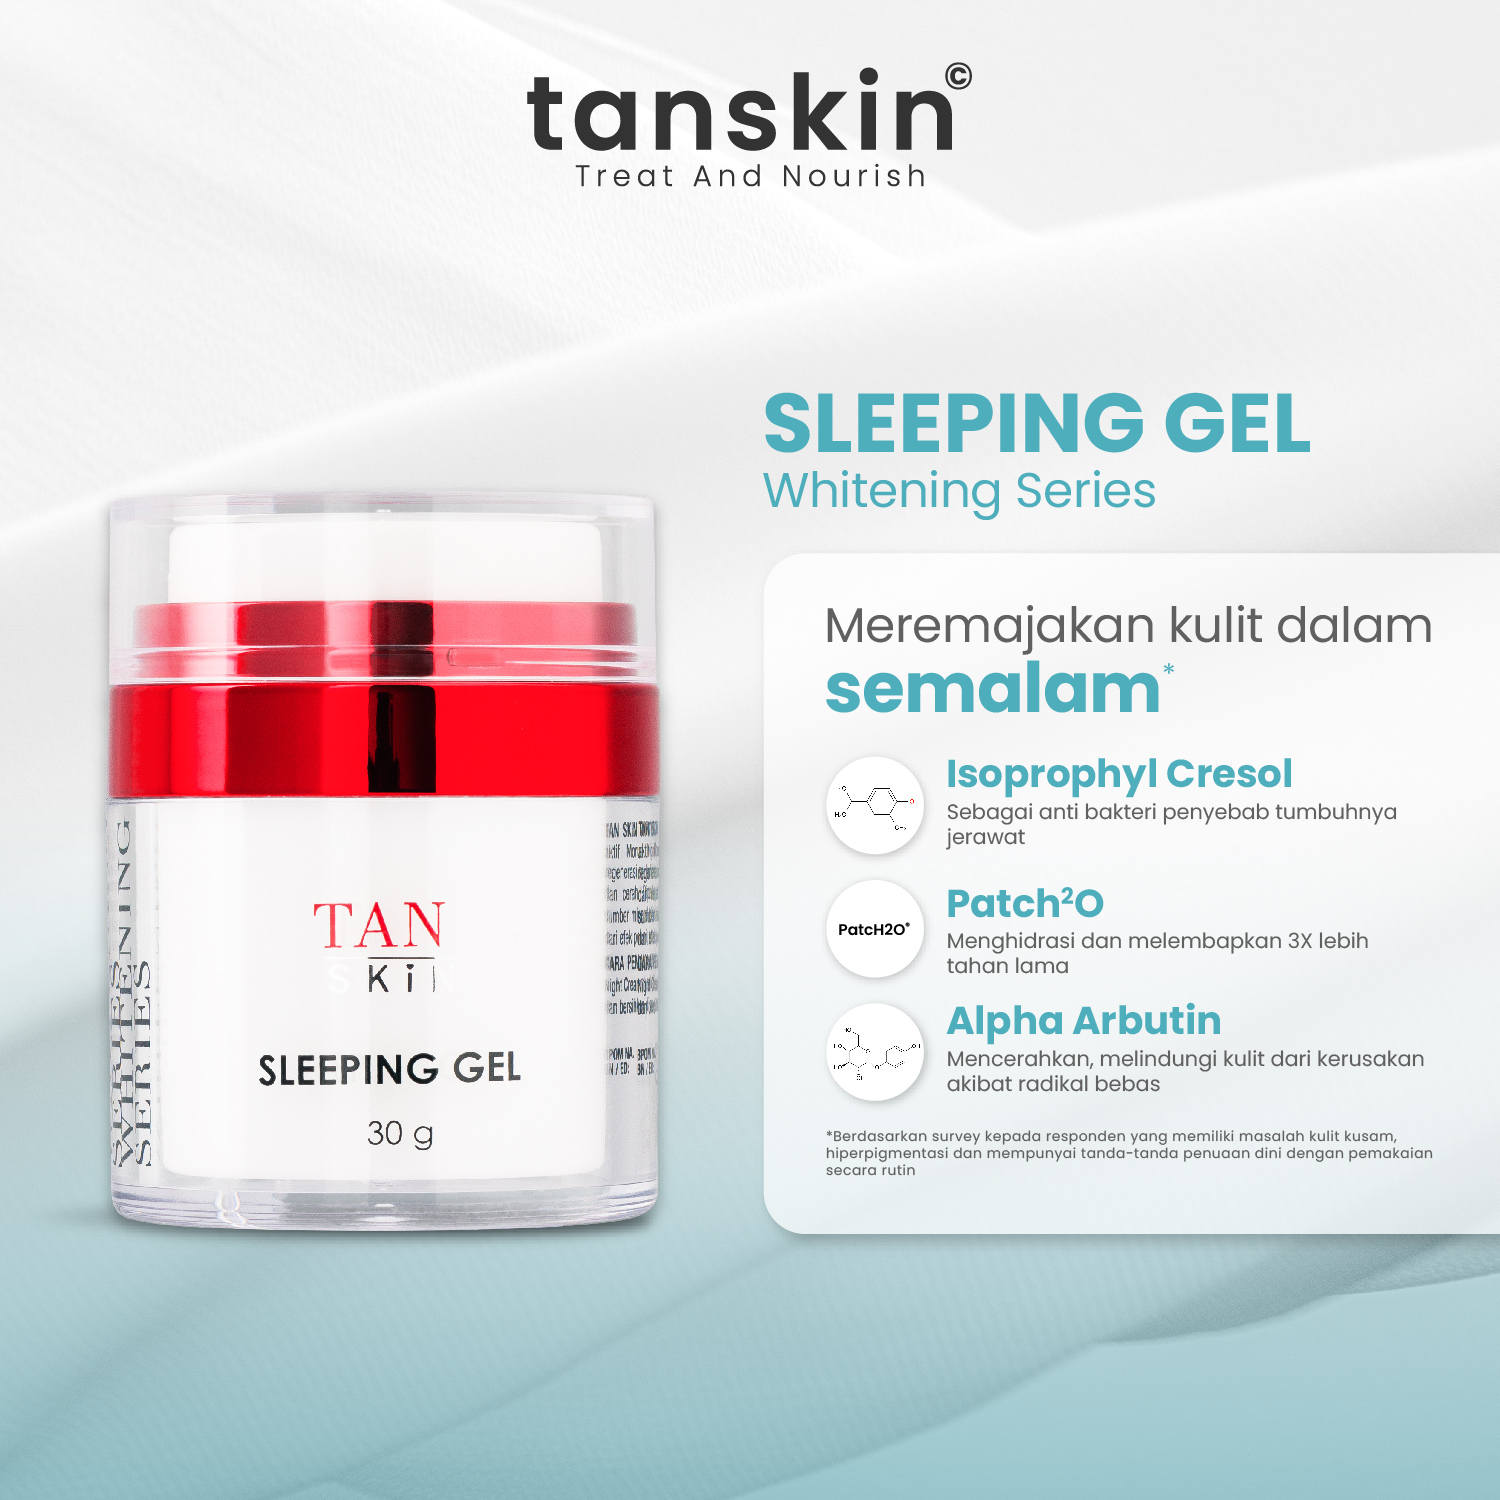 tanskin©
Treat And Nourish
SLEEPING GEL
Whitening Series
Meremajakan kulit dalam
semalam*
Isoprophyl Cresol
Sebagai anti bakteri penyebab tumbuhnya
jerawat
PatcH2O®
Patch²O
Menghidrasi dan melembapkan 3X lebih
tahan lama
Alpha Arbutin
Mencerahkan, melindungi kulit dari kerusakan
akibat radikal bebas
*Berdasarkan survey kepada responden yang memiliki masalah kulit kusam,
hiperpigmentasi dan mempunyai tanda-tanda penuaan dini dengan pemakaian
secara rutin
TAN
SKin
SLEEPING GEL
30 g
WHITENING
SERIES